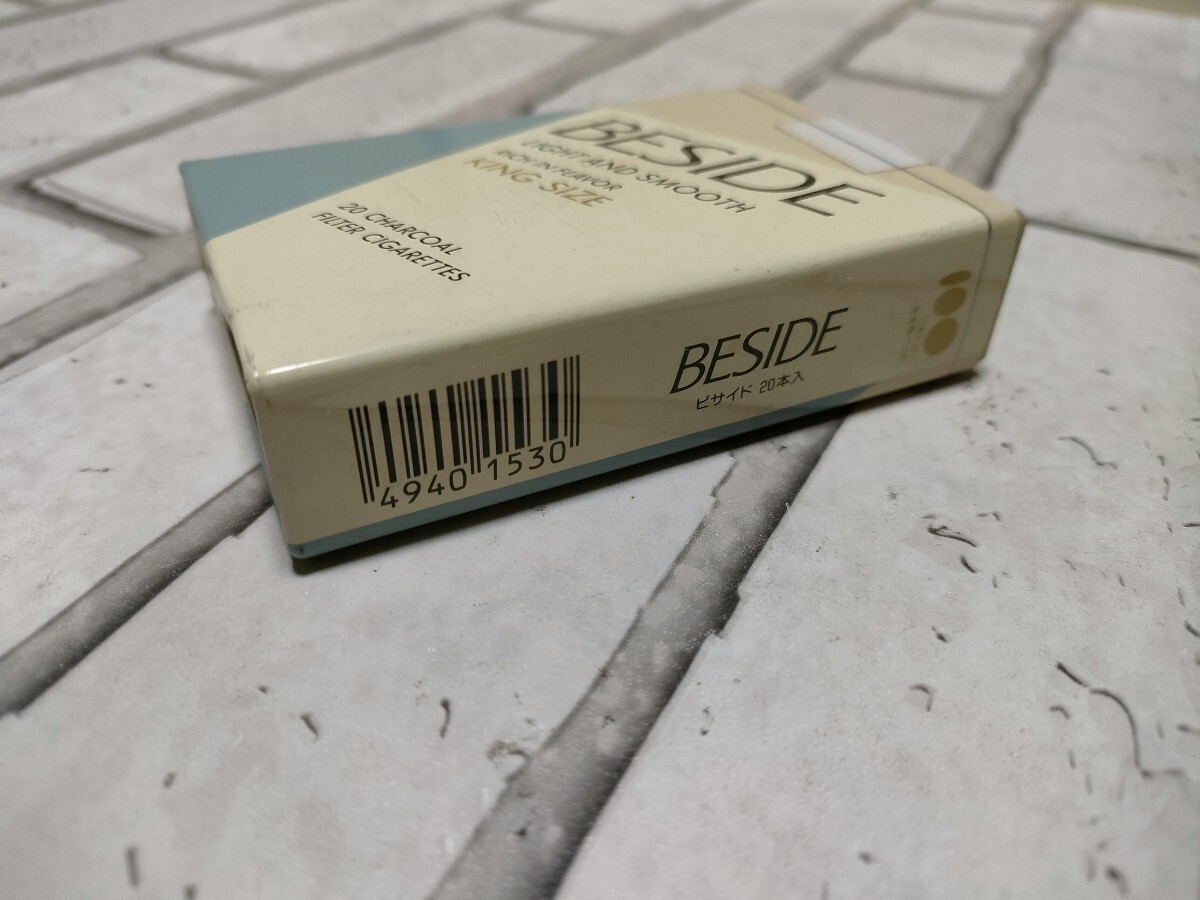 BESIDE
LIGHT AND SMOOTH
RICH IN FLAVOR
KING SIZE
20 CHARCOAL
FILTER CIGARETTES
BESIDE
ビサイド 20本入
4940 1530